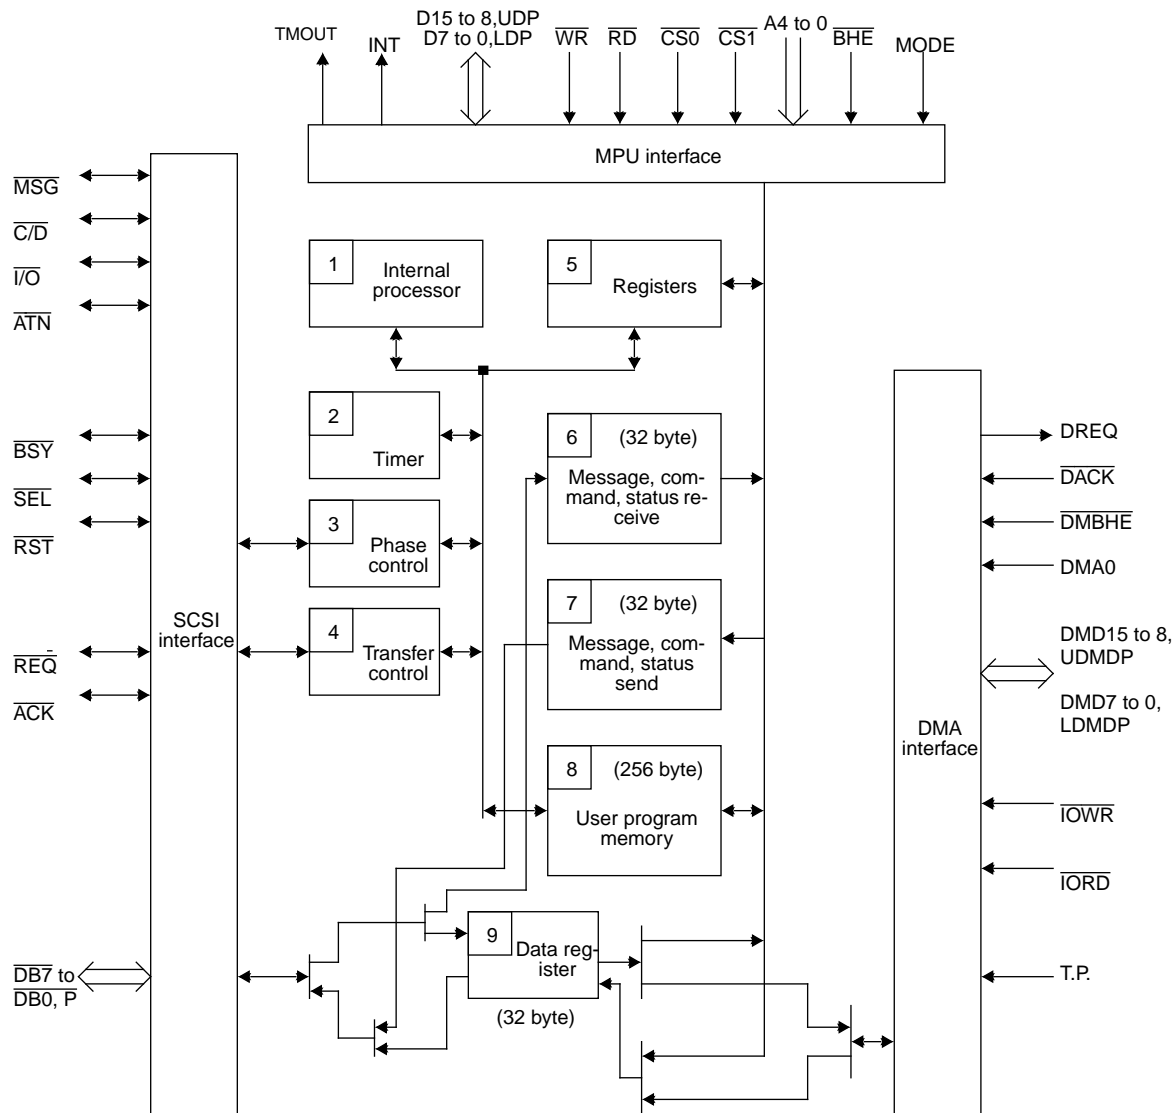 TMOUT
INT
D15 to 8,UDP
D7 to 0,LDP
WR
RD
CS0
CS1
A4 to 0
BHE
MODE
MPU interface
MSG
C/D
I/O
ATN
BSY
SEL
RST
REQ
ACK
DB7 to
DB0, P
SCSI
interface
1
Internal
processor
2
Timer
3
Phase
control
4
Transfer
control
5
Registers
6
(32 byte)
Message, com-
mand, status re-
ceive
7
(32 byte)
Message, com-
mand, status
send
8
(256 byte)
User program
memory
9
Data reg-
ister
(32 byte)
DMA
interface
DREQ
DACK
DMBHE
DMA0
DMD15 to 8,
UDMDP
DMD7 to 0,
LDMDP
IOWR
IORD
T.P.